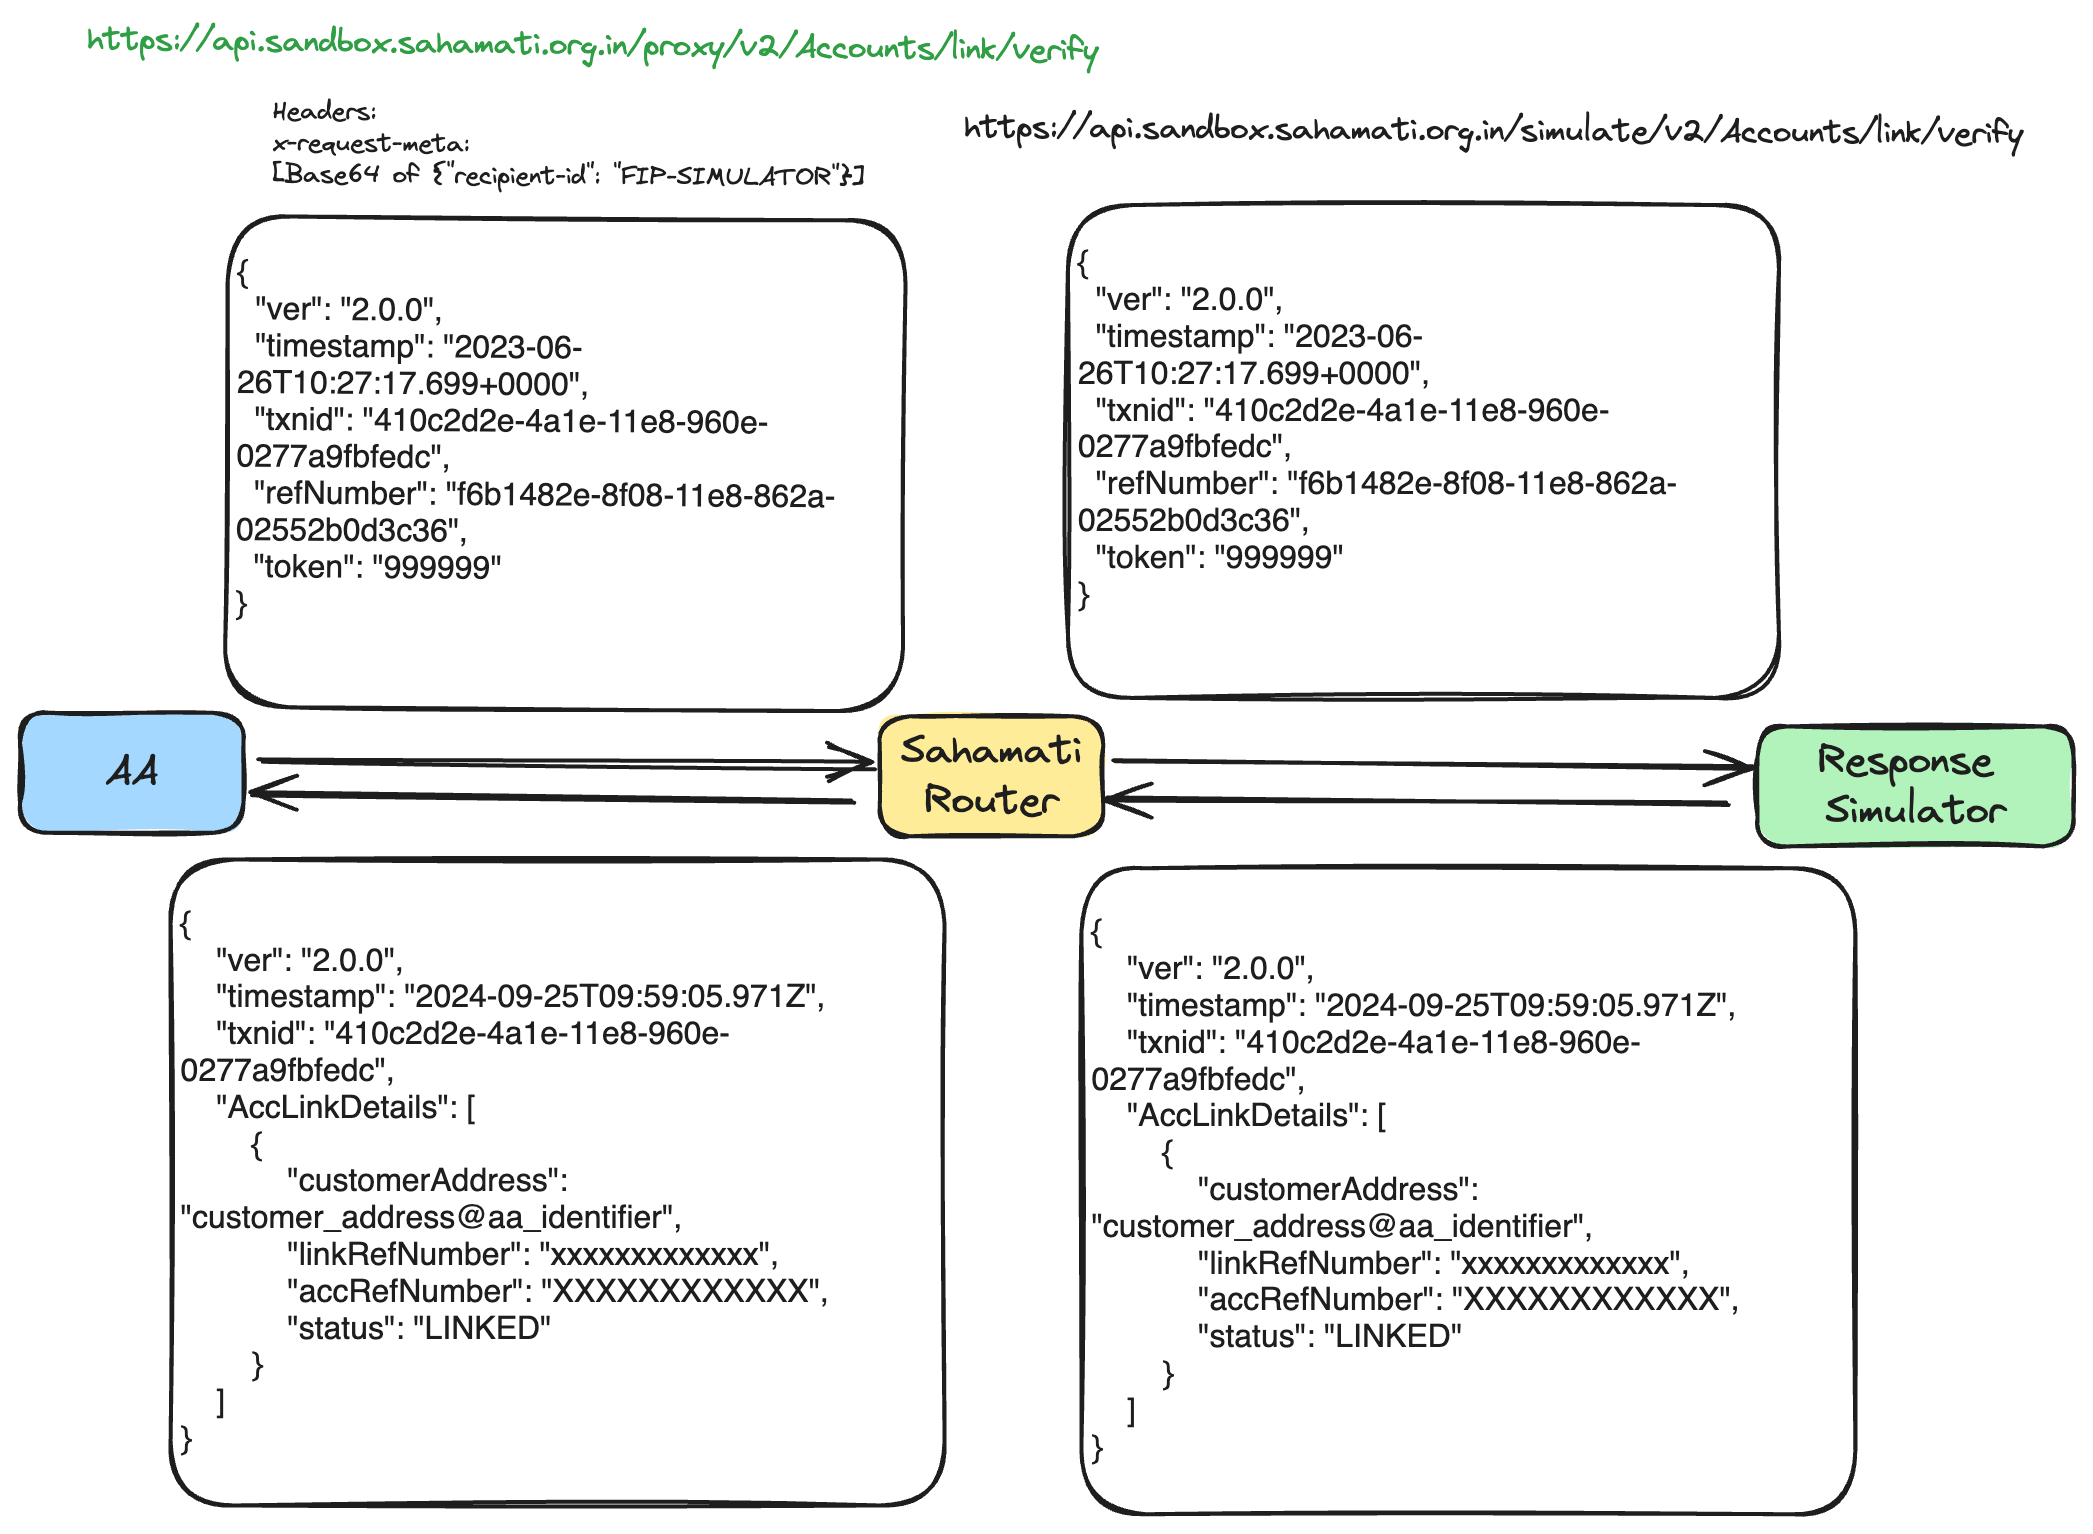 https://api.sandbox.sahamati.org.in/proxy/v2/Accounts/link/verify
Headers:
x-request-meta:
[Base64 of {"recipient-id": "FIP-SIMULATOR"}]
https://api.sandbox.sahamati.org.in/simulate/v2/Accounts/link/verify
{
"ver": "2.0.0",
"timestamp": "2023-06-
26T10:27:17.699+0000",
"txnid": "410c2d2e-4a1e-11e8-960e-
0277a9fbfedc",
"refNumber": "f6b1482e-8f08-11e8-862a-
02552b0d3c36",
"token": "999999"
}
{
"ver": "2.0.0",
"timestamp": "2023-06-
26T10:27:17.699+0000",
"txnid": "410c2d2e-4a1e-11e8-960e-
0277a9fbfedc",
"refNumber": "f6b1482e-8f08-11e8-862a-
02552b0d3c36",
"token": "999999"
}
AA
Sahamati
Router
Response
Simulator
{
"ver": "2.0.0",
"timestamp": "2024-09-25T09:59:05.971Z",
"txnid": "410c2d2e-4a1e-11e8-960e-
0277a9fbfedc",
"AccLinkDetails": [
{
"customerAddress":
"customer_address@aa_identifier",
"linkRefNumber": "xxxxxxxxxxxxx",
"accRefNumber": "XXXXXXXXXXXX",
"status": "LINKED"
}
]
}
{
"ver": "2.0.0",
"timestamp": "2024-09-25T09:59:05.971Z",
"txnid": "410c2d2e-4a1e-11e8-960e-
0277a9fbfedc",
"AccLinkDetails": [
{
"customerAddress":
"customer_address@aa_identifier",
"linkRefNumber": "xxxxxxxxxxxxx",
"accRefNumber": "XXXXXXXXXXXX",
"status": "LINKED"
}
]
}